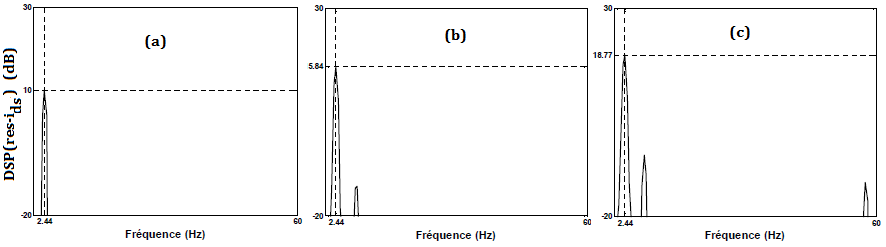 30
(a)
10
-20
2.44
60
Fréquence (Hz)
DSP(res-ids) (dB)
30
(b)
5.84
-20
2.44
60
Fréquence (Hz)
30
(c)
18.77
-20
2.44
60
Fréquence (Hz)